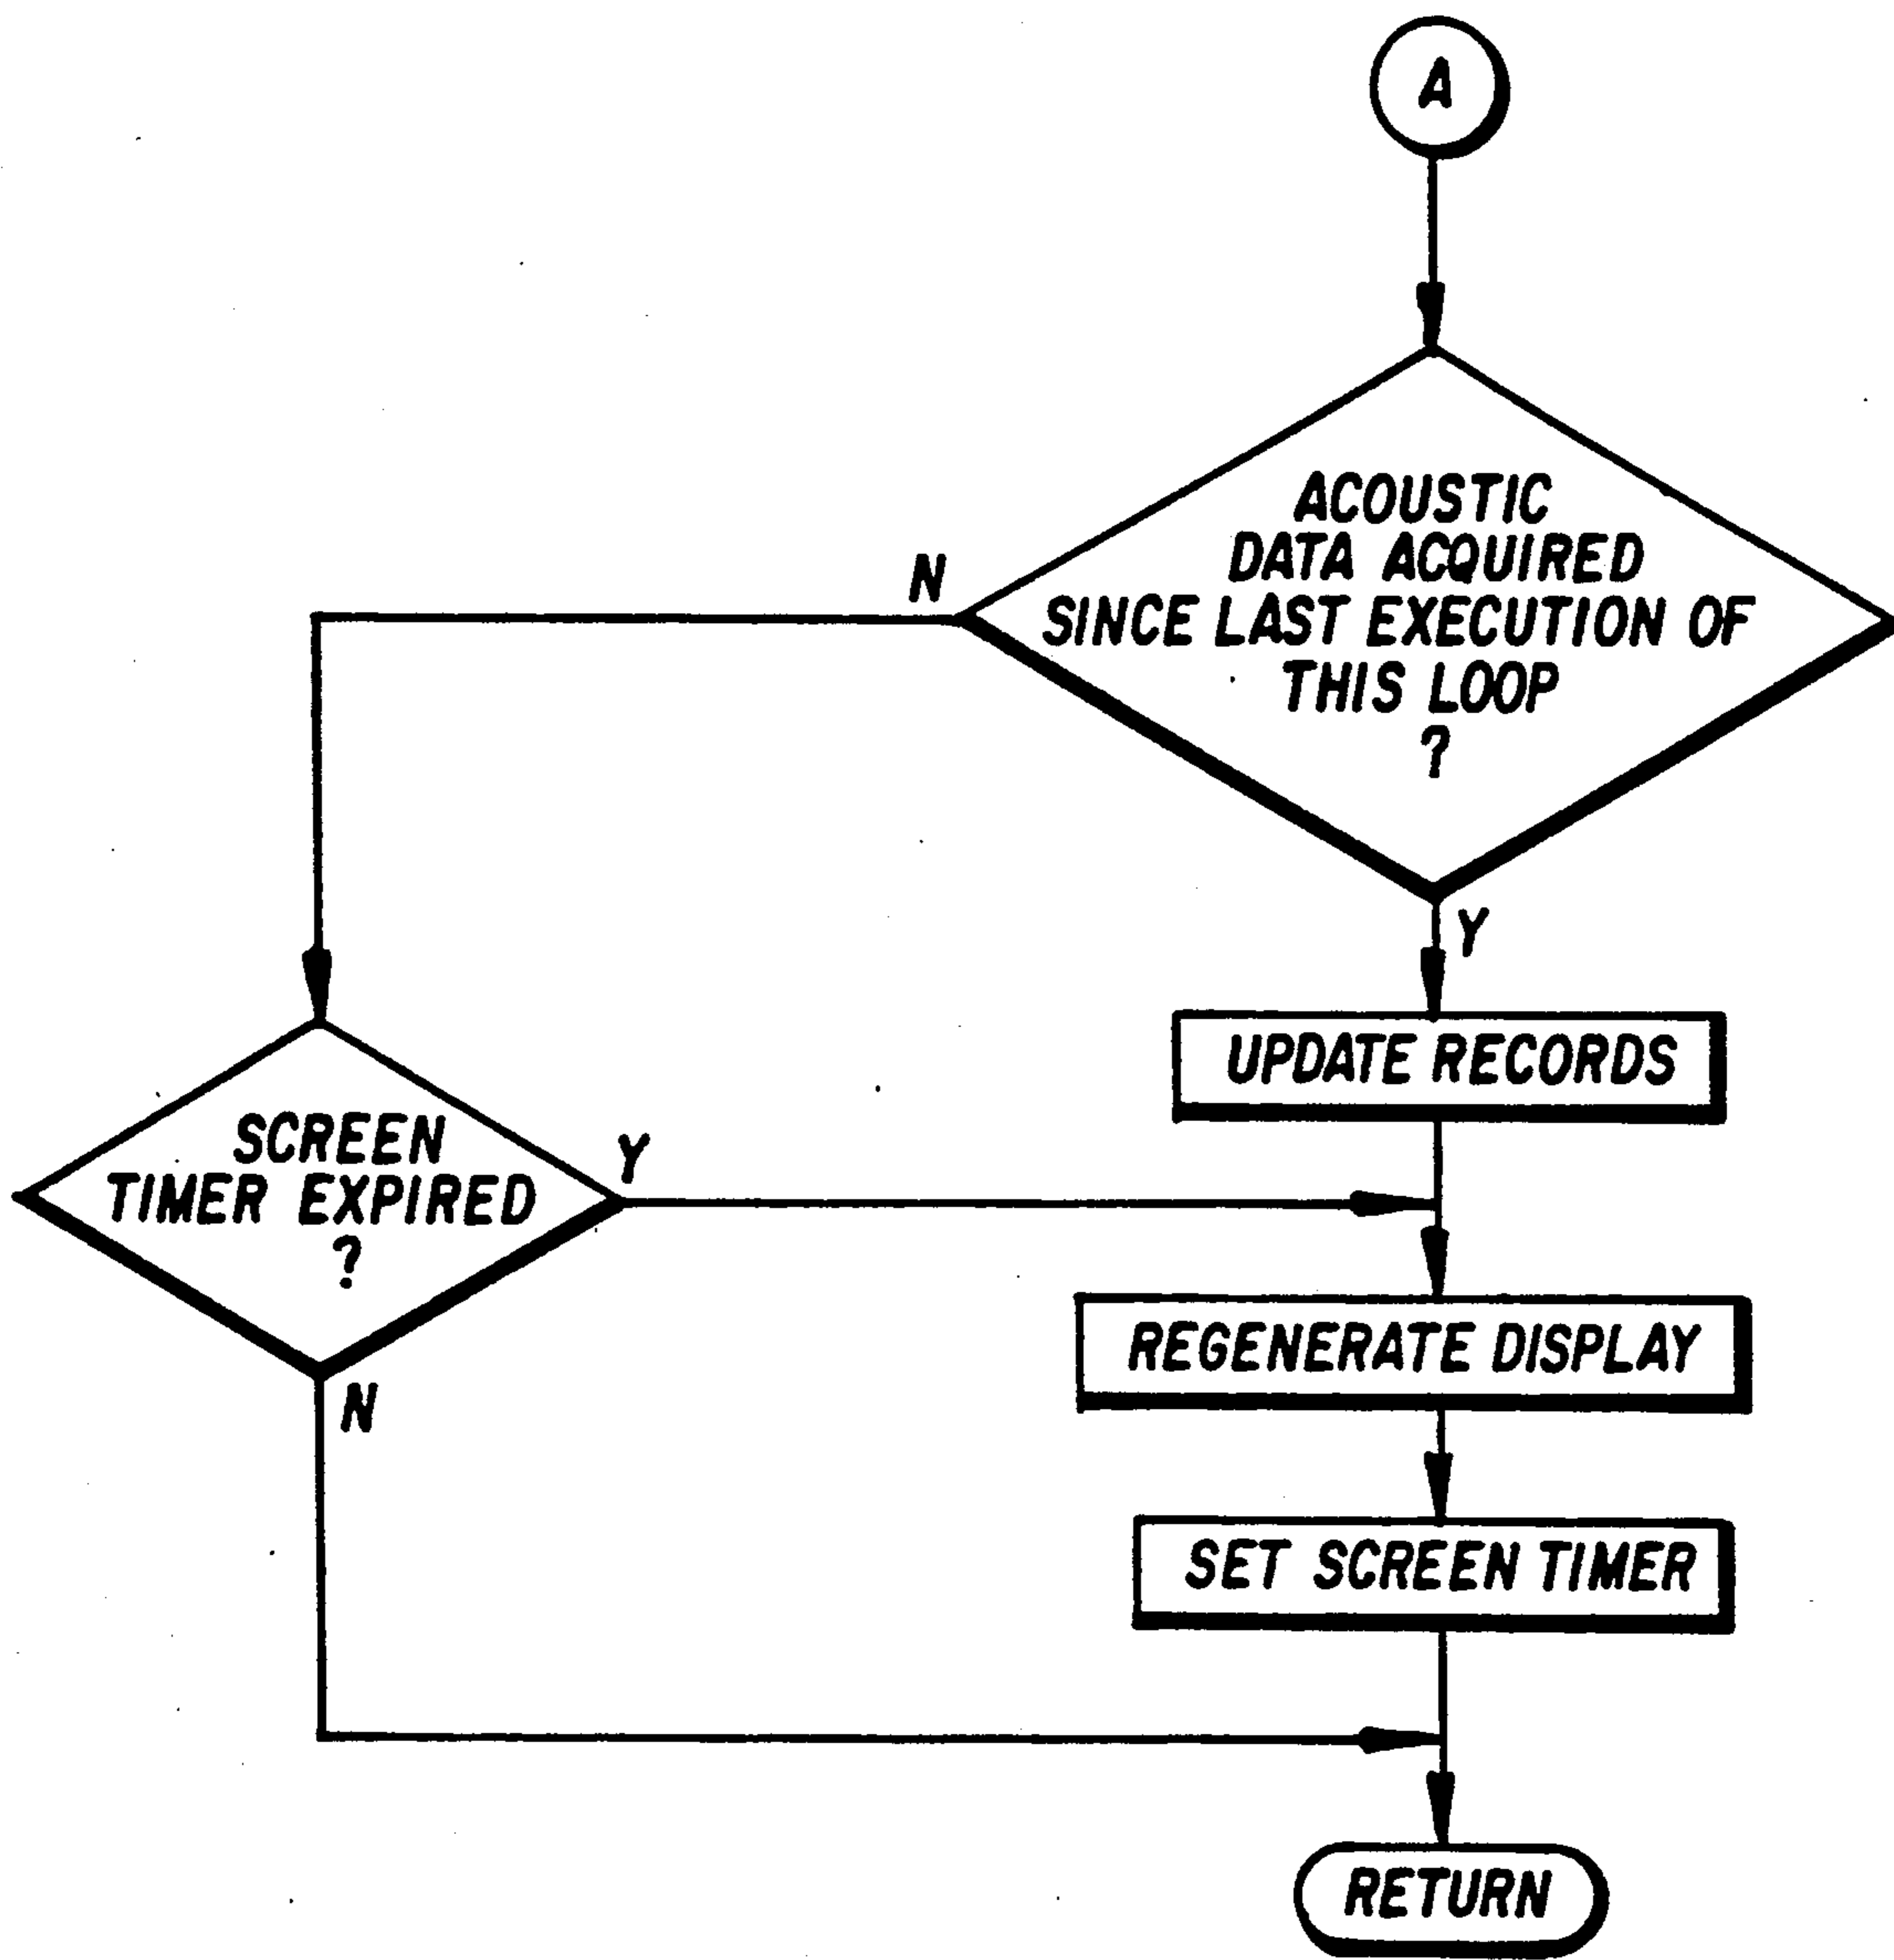 A
ACOUSTIC
DATA ACQUIRED
SINCE LAST EXECUTION OF
THIS LOOP
?
N
Y
UPDATE RECORDS
SCREEN
TIMER EXPIRED
?
Y
N
REGENERATE DISPLAY
SET SCREEN TIMER
RETURN